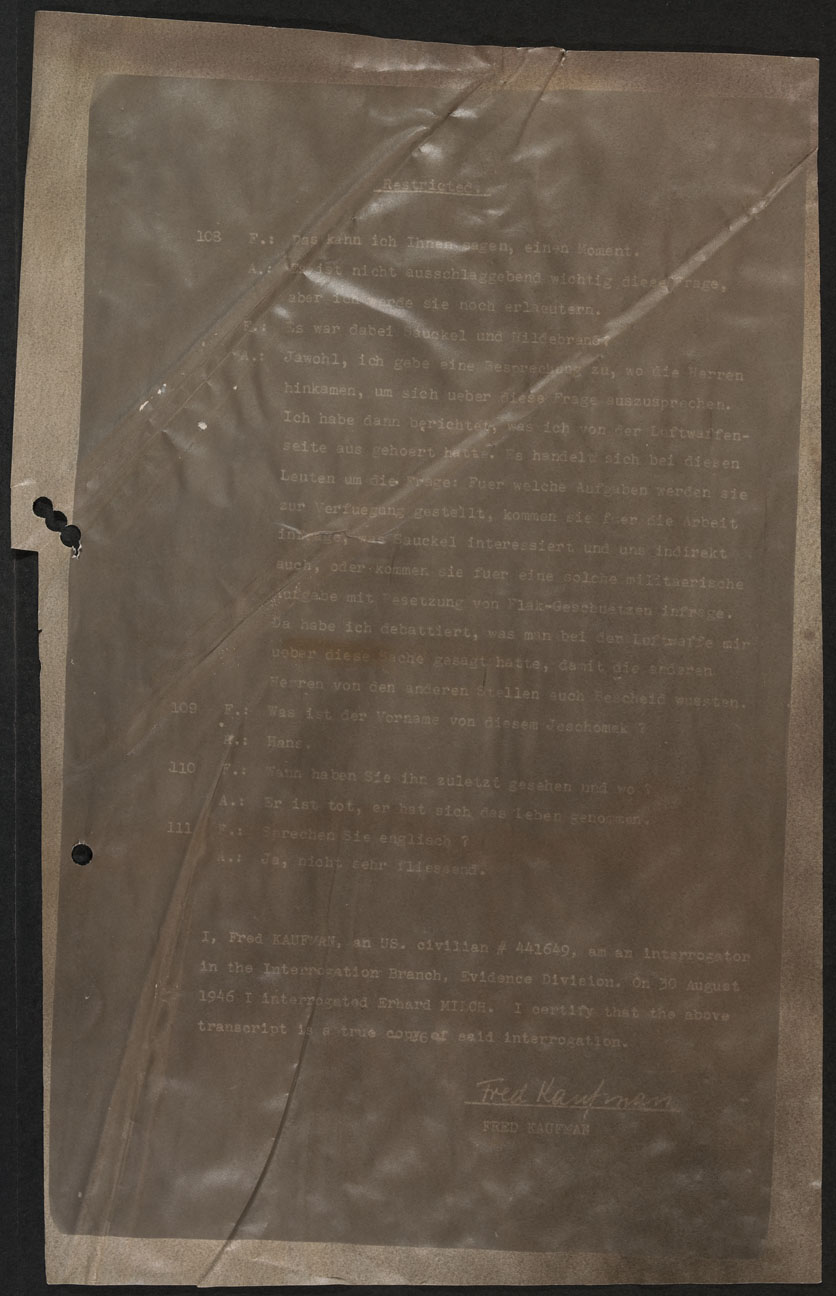 Restricted.
108 F.: Das kann ich Ihnen sagen, einen Moment.
A.: Es ist nicht ausschlaggebend wichtig diese Frage,
aber ich werde sie noch erlaeutern.
F.: Es war dabei Sauckel und Hildebrand?
A.: Jawohl, ich gebe eine Besprechung zu, wo die Herren
hinkamen, um sich ueber diese Frage auszusprechen.
Ich habe dann berichtet, was ich von der Luftwaffen-
seite aus gehoert hatte. Es handelt sich bei diesen
Leuten um die Frage: Fuer welche Aufgaben werden sie
zur Verfuegung gestellt, kommen sie fuer die Arbeit
infrage, was Sauckel interessiert und uns indirekt
auch, oder kommen sie fuer eine solche militaerische
Aufgabe mit Besetzung von Flak-Geschuetzen infrage.
Da habe ich debattiert, was man bei der Luftwaffe mir
ueber diese Sache gesagt hatte, damit die anderen
Herren von den anderen Stellen auch Bescheid wussten.
109 F.: Was ist der Vorname von diesem Jeschonek ?
A.: Hans.
110 F.: Wann haben Sie ihn zuletzt gesehen und wo ?
A.: Er ist tot, er hat sich das Leben genommen.
111 F.: Sprechen Sie englisch ?
A.: Ja, nicht sehr fliessend.
I, Fred KAUFMAN, an US. civilian # 441649, am an interrogator
in the Interrogation Branch, Evidence Division. On 30 August
1946 I interrogated Erhard MILCH. I certify that the above
transcript is a true copy of said interrogation.
Fred Kaufman
FRED KAUFMAN